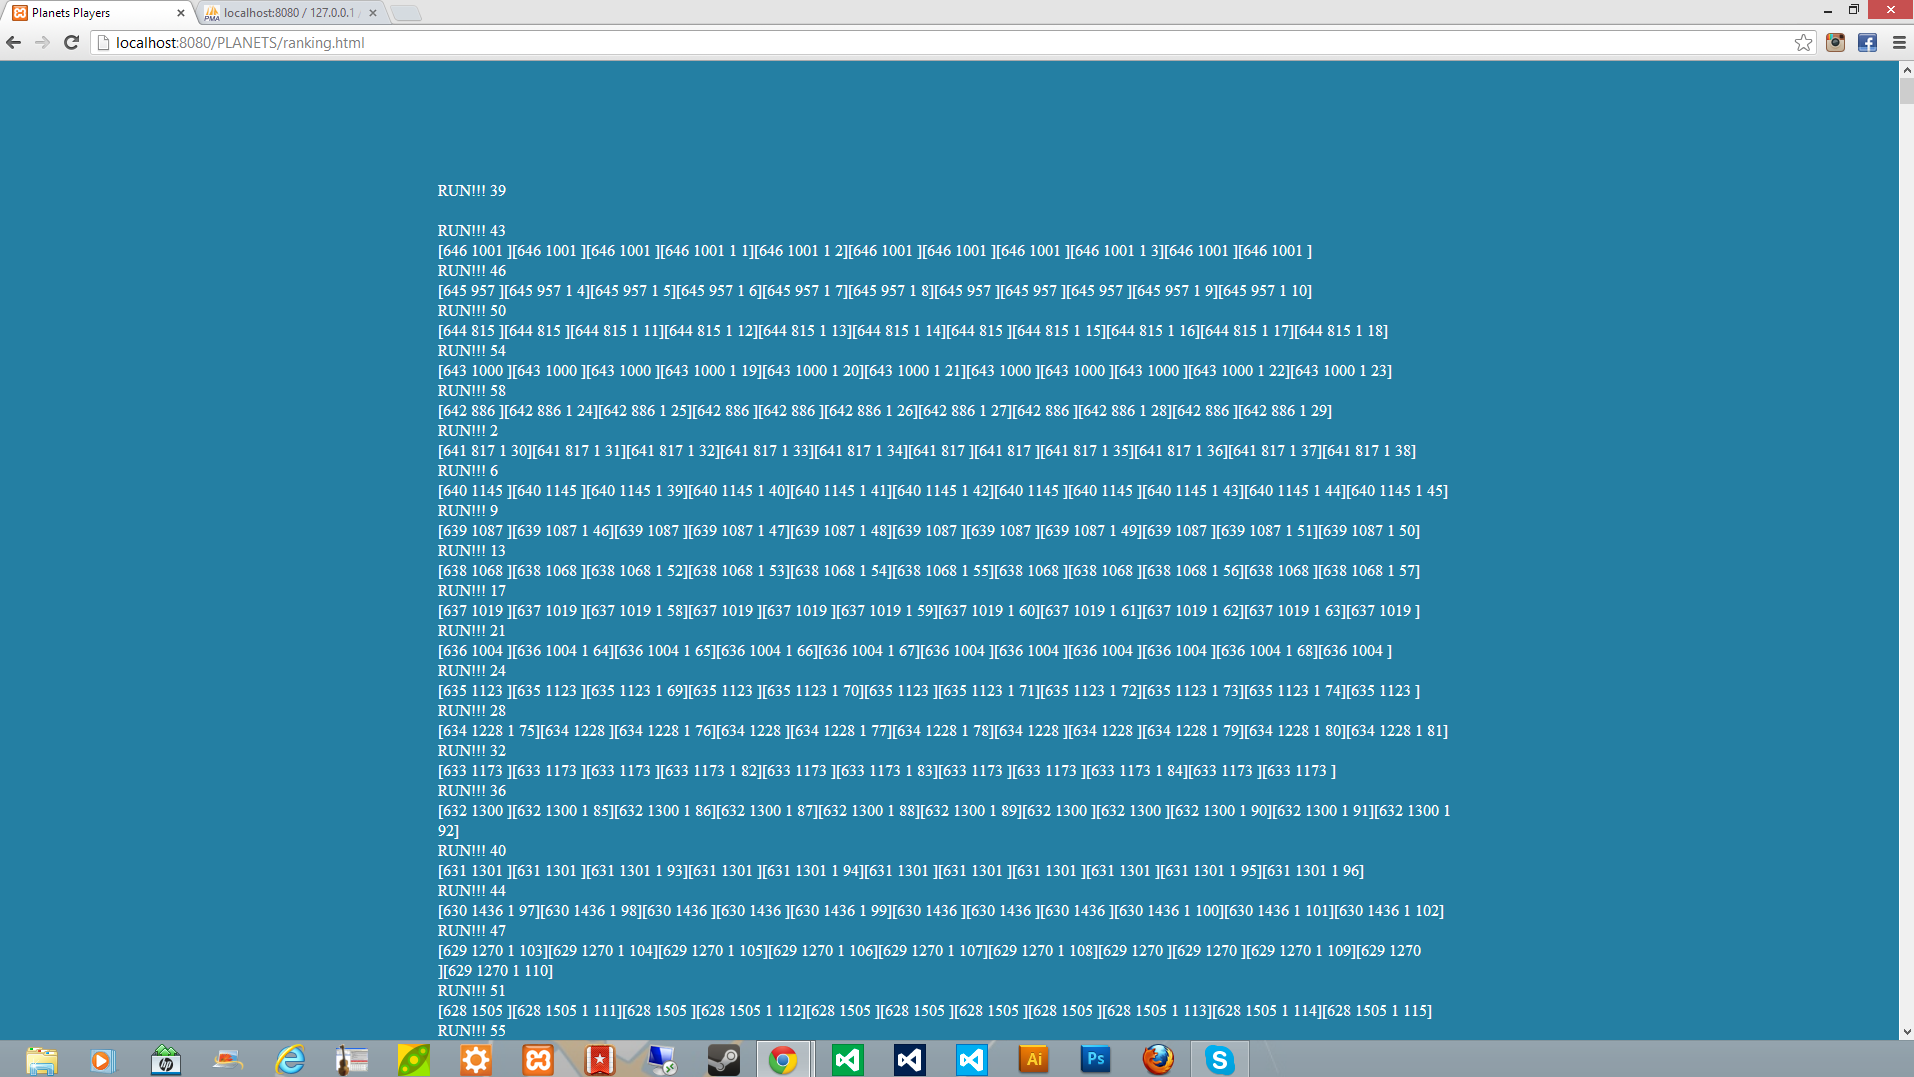 Planets Players
localhost:8080 / 127.0.0.1 /
localhost:8080/PLANETS/ranking.html
RUN!!! 39
RUN!!! 43
[646 1001 ][646 1001 ][646 1001 ][646 1001 1 1][646 1001 1 2][646 1001 ][646 1001 ][646 1001 ][646 1001 1 3][646 1001 ][646 1001 ]
RUN!!! 46
[645 957 ][645 957 1 4][645 957 1 5][645 957 1 6][645 957 1 7][645 957 1 8][645 957 ][645 957 ][645 957 ][645 957 1 9][645 957 1 10]
RUN!!! 50
[644 815 ][644 815 ][644 815 1 11][644 815 1 12][644 815 1 13][644 815 1 14][644 815 ][644 815 1 15][644 815 1 16][644 815 1 17][644 815 1 18]
RUN!!! 54
[643 1000 ][643 1000 ][643 1000 ][643 1000 1 19][643 1000 1 20][643 1000 1 21][643 1000 ][643 1000 ][643 1000 ][643 1000 1 22][643 1000 1 23]
RUN!!! 58
[642 886 ][642 886 1 24][642 886 1 25][642 886 ][642 886 ][642 886 1 26][642 886 1 27][642 886 ][642 886 1 28][642 886 ][642 886 1 29]
RUN!!! 2
[641 817 1 30][641 817 1 31][641 817 1 32][641 817 1 33][641 817 1 34][641 817 ][641 817 ][641 817 1 35][641 817 1 36][641 817 1 37][641 817 1 38]
RUN!!! 6
[640 1145 ][640 1145 ][640 1145 1 39][640 1145 1 40][640 1145 1 41][640 1145 1 42][640 1145 ][640 1145 ][640 1145 1 43][640 1145 1 44][640 1145 1 45]
RUN!!! 9
[639 1087 ][639 1087 1 46][639 1087 ][639 1087 1 47][639 1087 1 48][639 1087 ][639 1087 ][639 1087 1 49][639 1087 ][639 1087 1 51][639 1087 1 50]
RUN!!! 13
[638 1068 ][638 1068 ][638 1068 1 52][638 1068 1 53][638 1068 1 54][638 1068 1 55][638 1068 ][638 1068 ][638 1068 1 56][638 1068 ][638 1068 1 57]
RUN!!! 17
[637 1019 ][637 1019 ][637 1019 1 58][637 1019 ][637 1019 ][637 1019 1 59][637 1019 1 60][637 1019 1 61][637 1019 1 62][637 1019 1 63][637 1019 ]
RUN!!! 21
[636 1004 ][636 1004 1 64][636 1004 1 65][636 1004 1 66][636 1004 1 67][636 1004 ][636 1004 ][636 1004 ][636 1004 ][636 1004 1 68][636 1004 ]
RUN!!! 24
[635 1123 ][635 1123 ][635 1123 1 69][635 1123 ][635 1123 1 70][635 1123 ][635 1123 1 71][635 1123 1 72][635 1123 1 73][635 1123 1 74][635 1123 ]
RUN!!! 28
[634 1228 1 75][634 1228 ][634 1228 1 76][634 1228 ][634 1228 1 77][634 1228 1 78][634 1228 ][634 1228 ][634 1228 1 79][634 1228 1 80][634 1228 1 81]
RUN!!! 32
[633 1173 ][633 1173 ][633 1173 ][633 1173 1 82][633 1173 ][633 1173 1 83][633 1173 ][633 1173 ][633 1173 1 84][633 1173 ][633 1173 ]
RUN!!! 36
[632 1300 ][632 1300 1 85][632 1300 1 86][632 1300 1 87][632 1300 1 88][632 1300 1 89][632 1300 ][632 1300 ][632 1300 1 90][632 1300 1 91][632 1300 1
92]
RUN!!! 40
[631 1301 ][631 1301 ][631 1301 1 93][631 1301 ][631 1301 1 94][631 1301 ][631 1301 ][631 1301 ][631 1301 ][631 1301 1 95][631 1301 1 96]
RUN!!! 44
[630 1436 1 97][630 1436 1 98][630 1436 ][630 1436 ][630 1436 1 99][630 1436 ][630 1436 ][630 1436 ][630 1436 1 100][630 1436 1 101][630 1436 1 102]
RUN!!! 47
[629 1270 1 103][629 1270 1 104][629 1270 1 105][629 1270 1 106][629 1270 1 107][629 1270 1 108][629 1270 ][629 1270 ][629 1270 1 109][629 1270
][629 1270 1 110]
RUN!!! 51
[628 1505 ][628 1505 1 111][628 1505 ][628 1505 1 112][628 1505 ][628 1505 ][628 1505 ][628 1505 ][628 1505 1 113][628 1505 1 114][628 1505 1 115]
RUN!!! 55